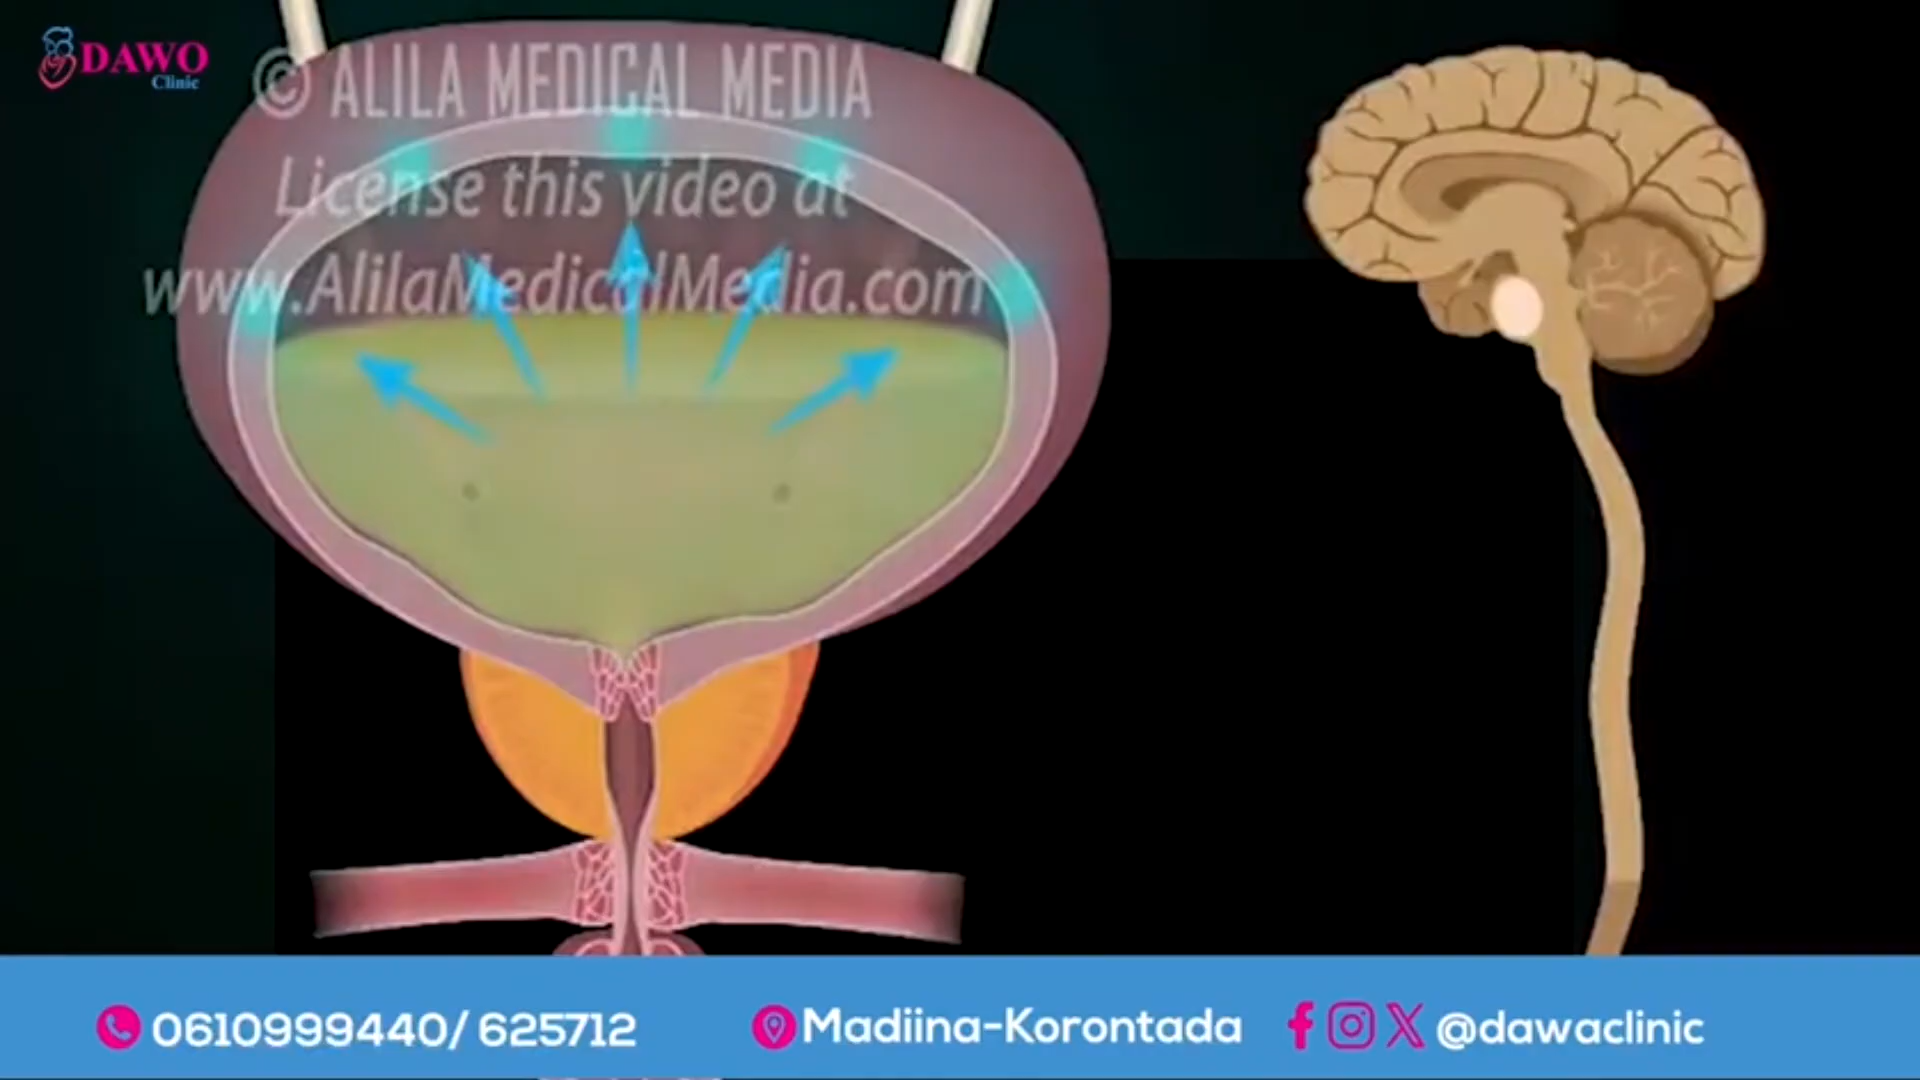 DAWO
Clinic
© ALILA MEDICAL MEDIA
License this video at
www.AlilaMedicalMedia.com
0610999440/ 625712
Madiina-Korontada
@dawaclinic